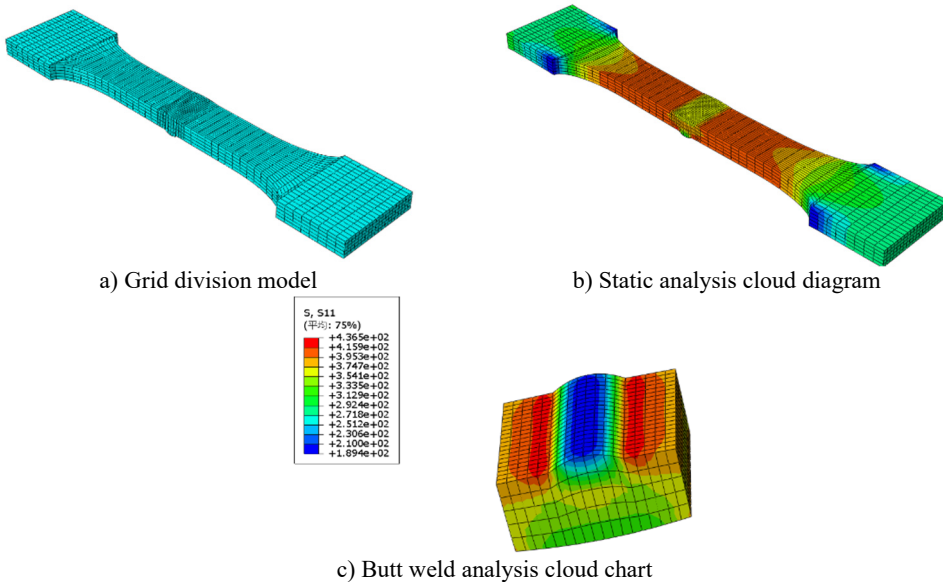 a) Grid division model
b) Static analysis cloud diagram
S, S11
(平均: 75%)
+4.365e+02
+4.159e+02
+3.953e+02
+3.747e+02
+3.541e+02
+3.335e+02
+3.129e+02
+2.924e+02
+2.718e+02
+2.512e+02
+2.306e+02
+2.100e+02
+1.894e+02
c) Butt weld analysis cloud chart